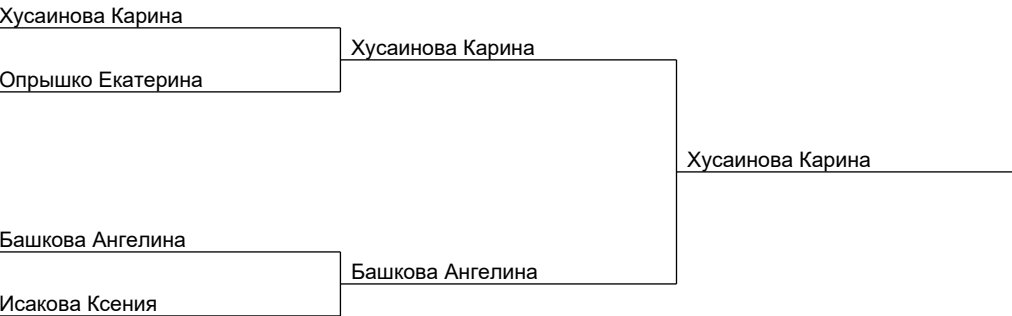 Хусаинова Карина
Хусаинова Карина
Опрышко Екатерина
Хусаинова Карина
Башкова Ангелина
Башкова Ангелина
Исакова Ксения